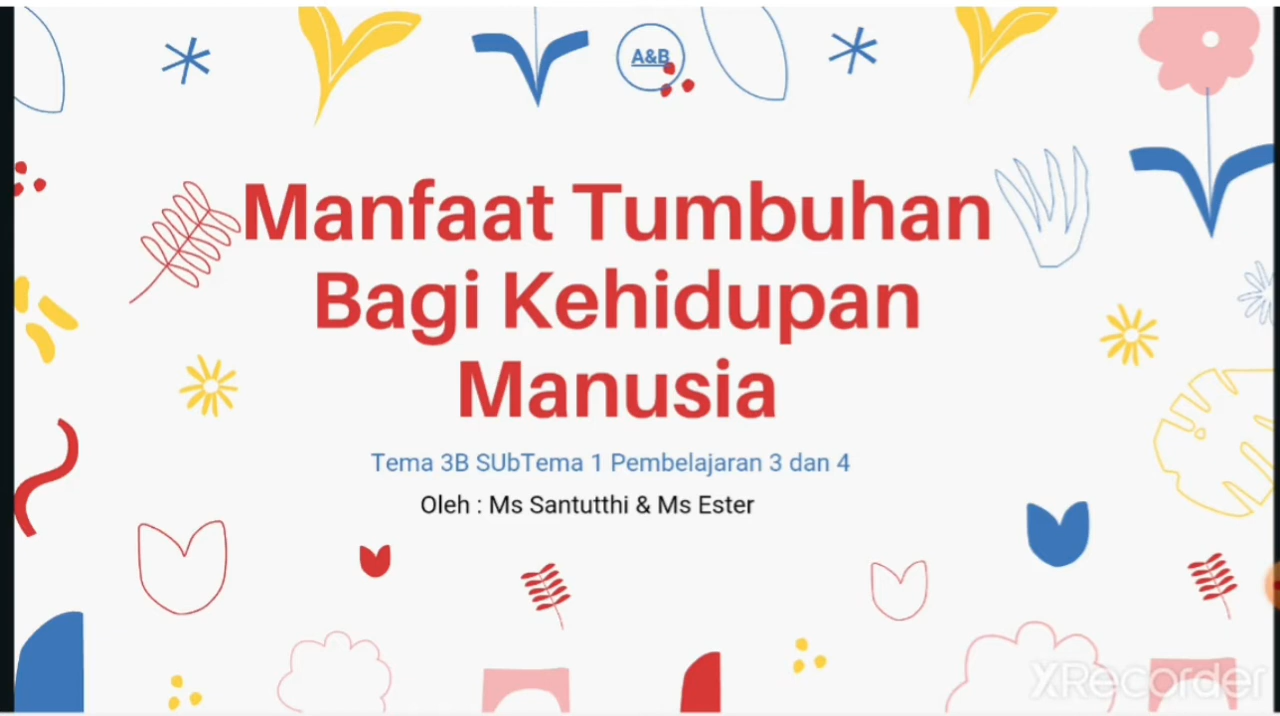 A&B
Manfaat Tumbuhan
Bagi Kehidupan
Manusia
Tema 3B SUbTema 1 Pembelajaran 3 dan 4
Oleh : Ms Santutthi & Ms Ester
XRecorder